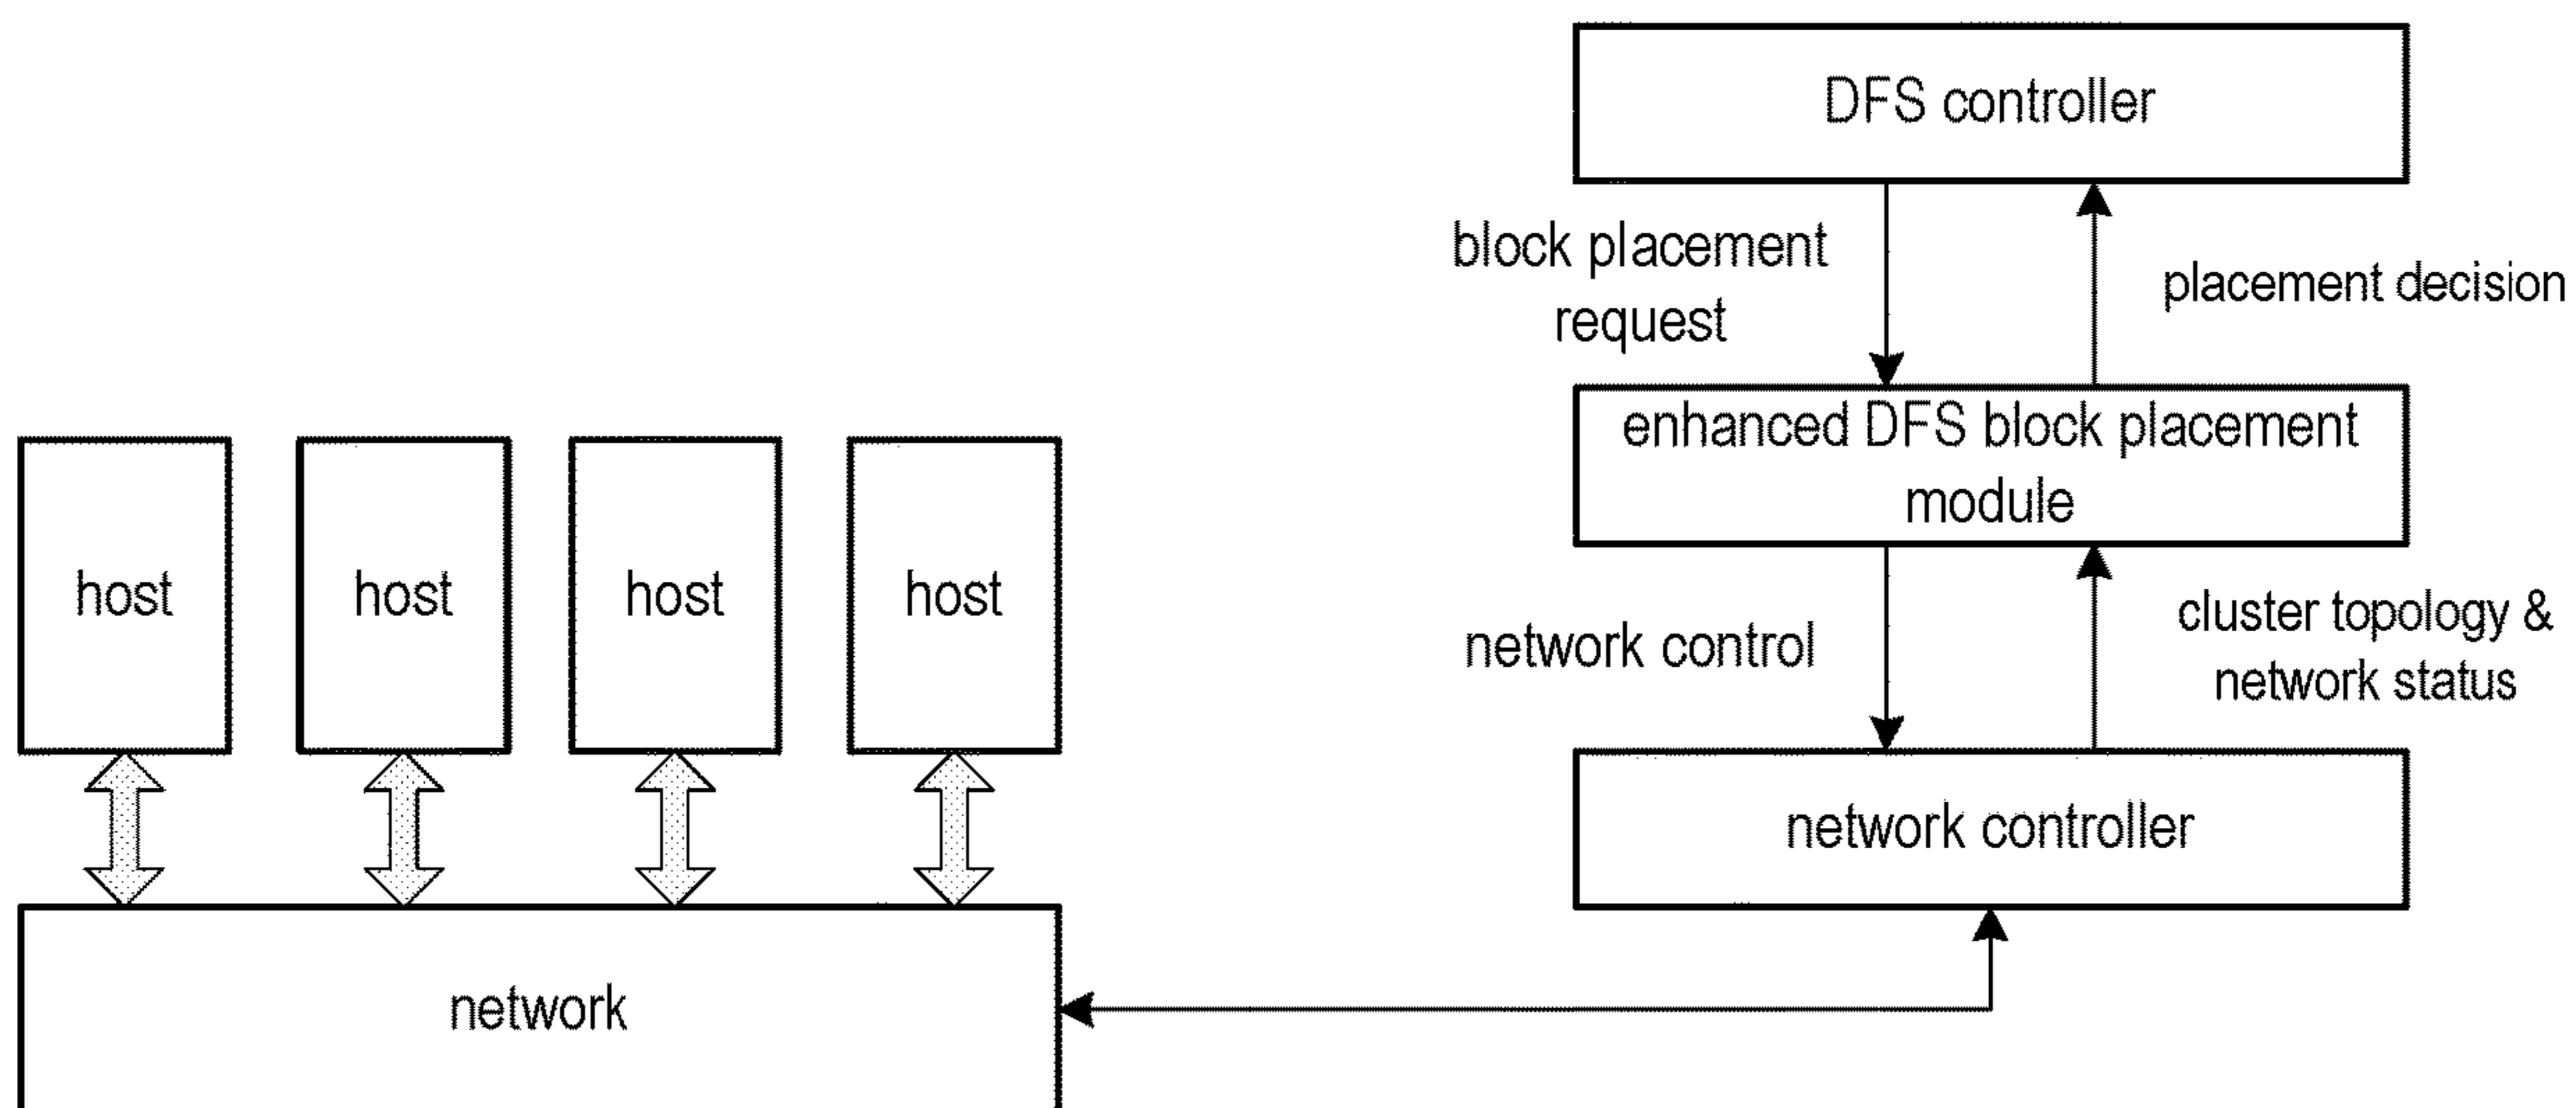 DFS controller
block placement
request
placement decision
enhanced DFS block placement
module
host
host
host
host
network control
cluster topology &
network status
network controller
network